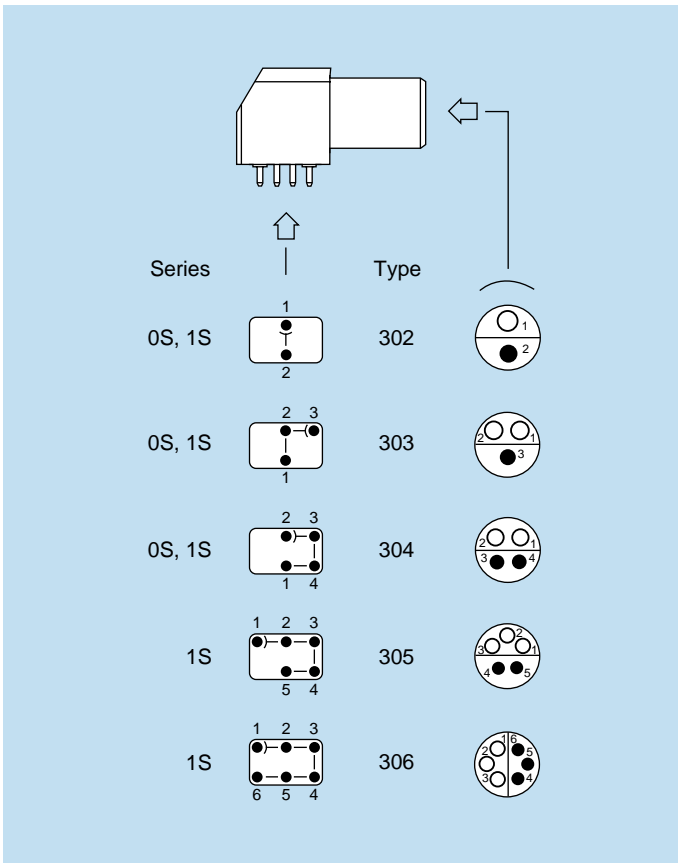 Series Type
1
0S, 1S 302 1
2
2
2 3
0S, 1S 303 2 1
3
1
2 3
0S, 1S 304 2 1
3 4
1 4
1 2 3
1S 305 2
3 1
4 5
5 4
1 2 3
1S 306 1 6
2 5
3 4
6 5 4